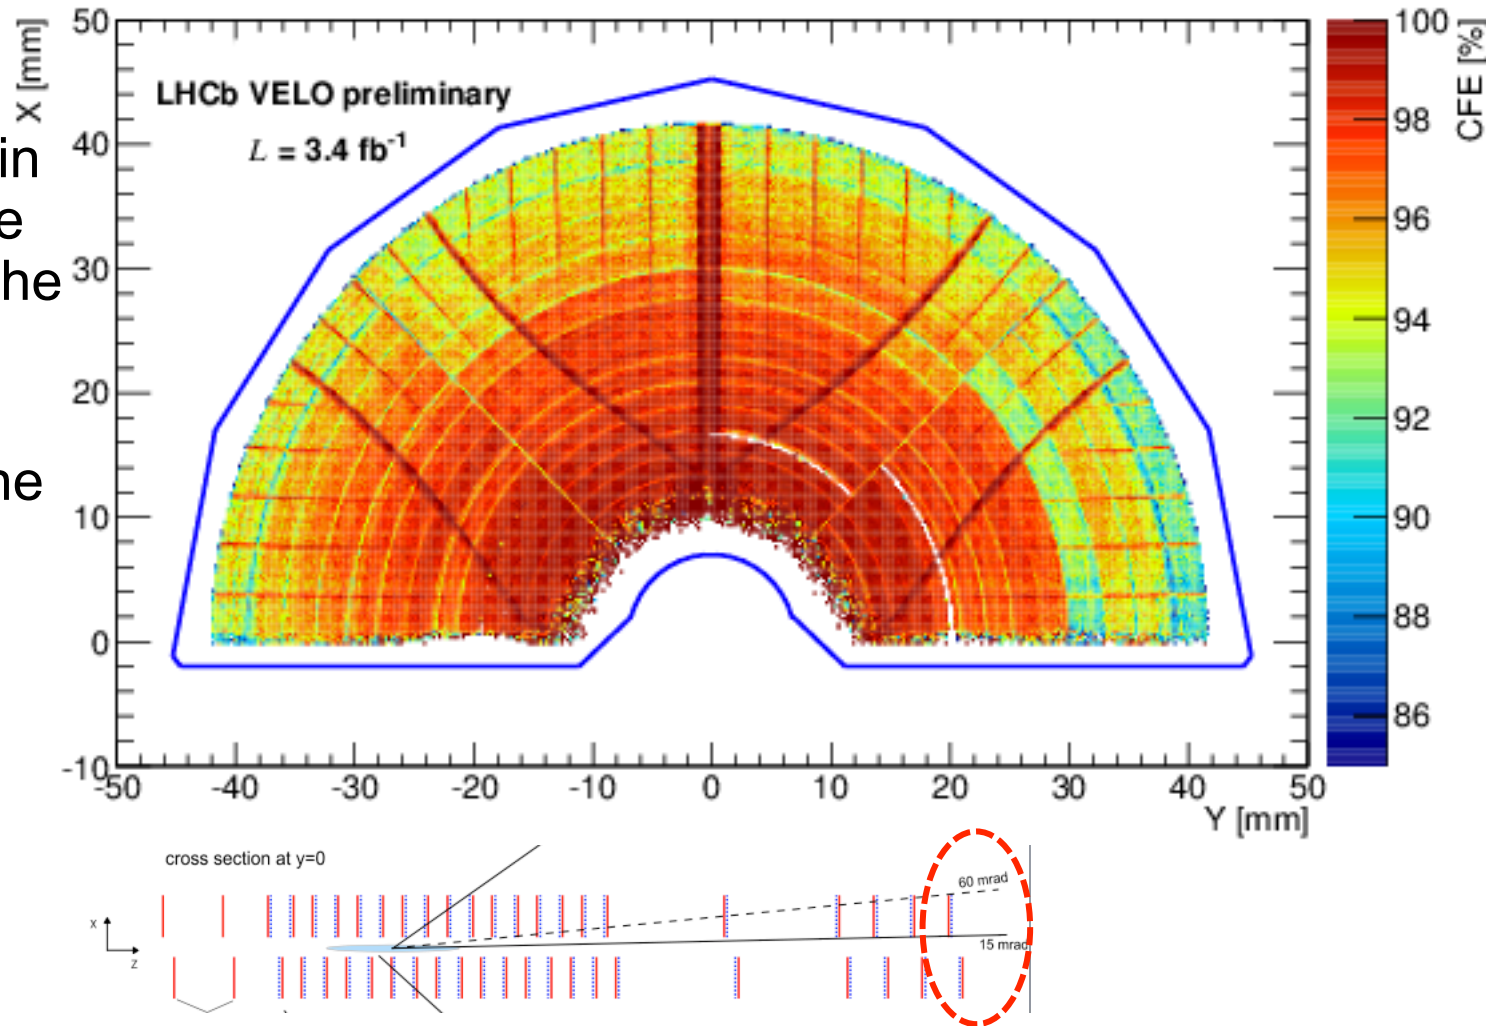 in
e
he
ne
50
X [mm]
40
30
20
10
0
-10
LHCb VELO preliminary
L = 3.4 fb-1
-50 -40 -30 -20 -10 0 10 20 30 40 50
Y [mm]
100
98
96
94
92
90
88
86
CFE [%]
cross section at y=0
60 mrad
15 mrad
x
z